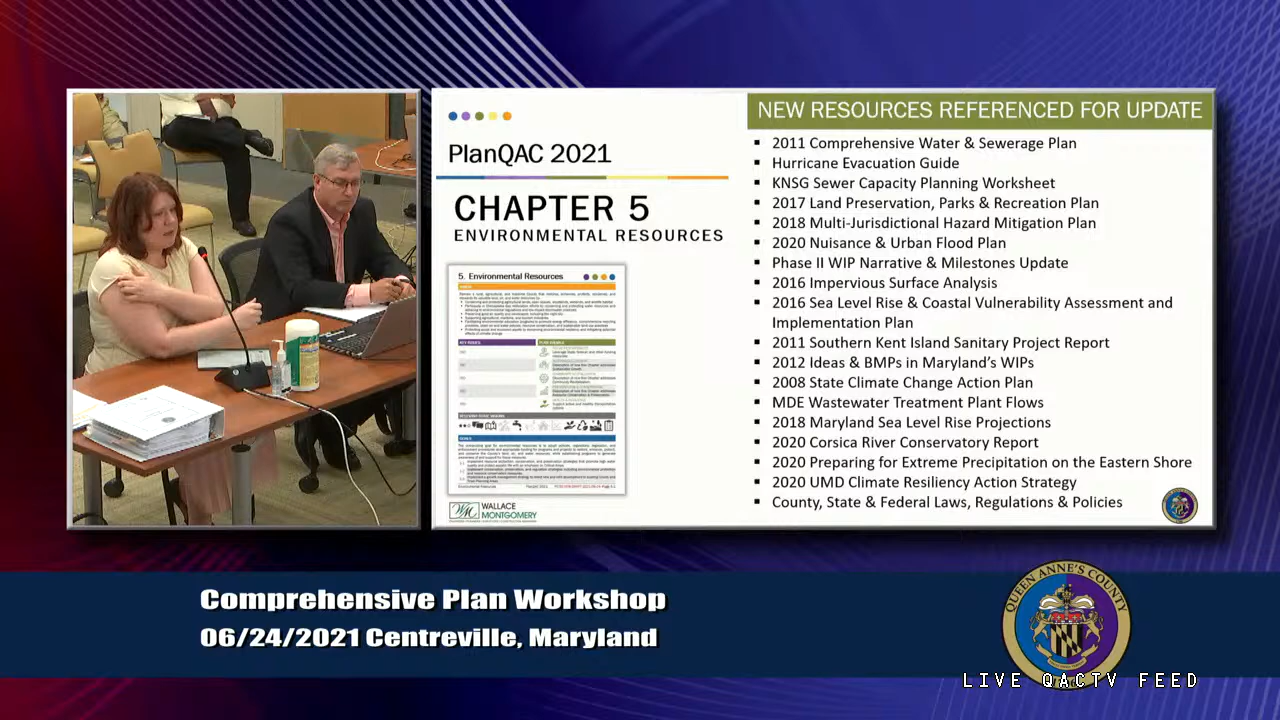 PlanQAC 2021
CHAPTER 5
ENVIRONMENTAL RESOURCES
5. Environmental Resources
WALLACE
MONTGOMERY
NEW RESOURCES REFERENCED FOR UPDATE
2011 Comprehensive Water & Sewerage Plan
Hurricane Evacuation Guide
KNSG Sewer Capacity Planning Worksheet
2017 Land Preservation, Parks & Recreation Plan
2018 Multi-Jurisdictional Hazard Mitigation Plan
2020 Nuisance & Urban Flood Plan
Phase II WIP Narrative & Milestones Update
2016 Impervious Surface Analysis
2016 Sea Level Rise & Coastal Vulnerability Assessment and
Implementation Plan
2011 Southern Kent Island Sanitary Project Report
2012 Ideal Ag BMPs in Maryland's VIPs
2008 State Climate Change Action Plan
MDE Wastewater Treatment Plant Flows
2018 Maryland Sea Level Rise Projections
2020 Corsica River Conservatory Report
2020 Preparing for Extreme Precipitation on the Eastern Shore
2020 UMD Climate Resiliency Action Strategy
County, State & Federal Laws, Regulations & Policies
Comprehensive Plan Workshop
06/24/2021 Centreville, Maryland
QUEEN ANNE'S COUNTY
LIVE QACTV FEED